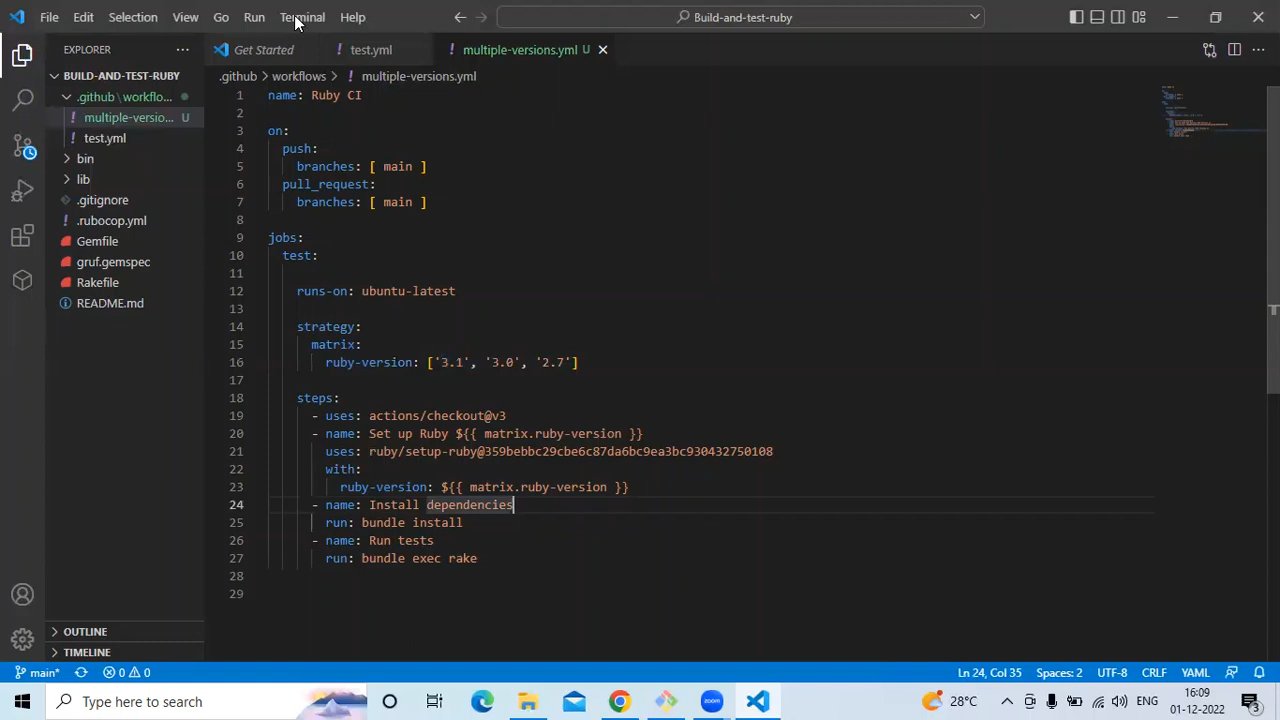 File Edit Selection View Go Run Terminal Help
Build-and-test-ruby
EXPLORER
Get Started
test.yml
multiple-versions.yml U
BUILD-AND-TEST-RUBY
.github\workflo...
multiple-versio... U
test.yml
bin
lib
.gitignore
.rubocop.yml
Gemfile
gruf.gemspec
Rakefile
README.md
OUTLINE
TIMELINE
.github > workflows > multiple-versions.yml
1 name: Ruby CI
2
3 on:
4 push:
5 branches: [ main ]
6 pull_request:
7 branches: [ main ]
8
9 jobs:
10 test:
11
12 runs-on: ubuntu-latest
13
14 strategy:
15 matrix:
16 ruby-version: ['3.1', '3.0', '2.7']
17
18 steps:
19 - uses: actions/checkout@v3
20 - name: Set up Ruby ${{ matrix.ruby-version }}
21 uses: ruby/setup-ruby@359bebbc29cbe6c87da6bc9ea3bc930432750108
22 with:
23 ruby-version: ${{ matrix.ruby-version }}
24 - name: Install dependencies
25 run: bundle install
26 - name: Run tests
27 run: bundle exec rake
28
29
main* 0 0
Ln 24, Col 35 Spaces: 2 UTF-8 CRLF YAML
Type here to search
28°C
16:09
01-12-2022
3